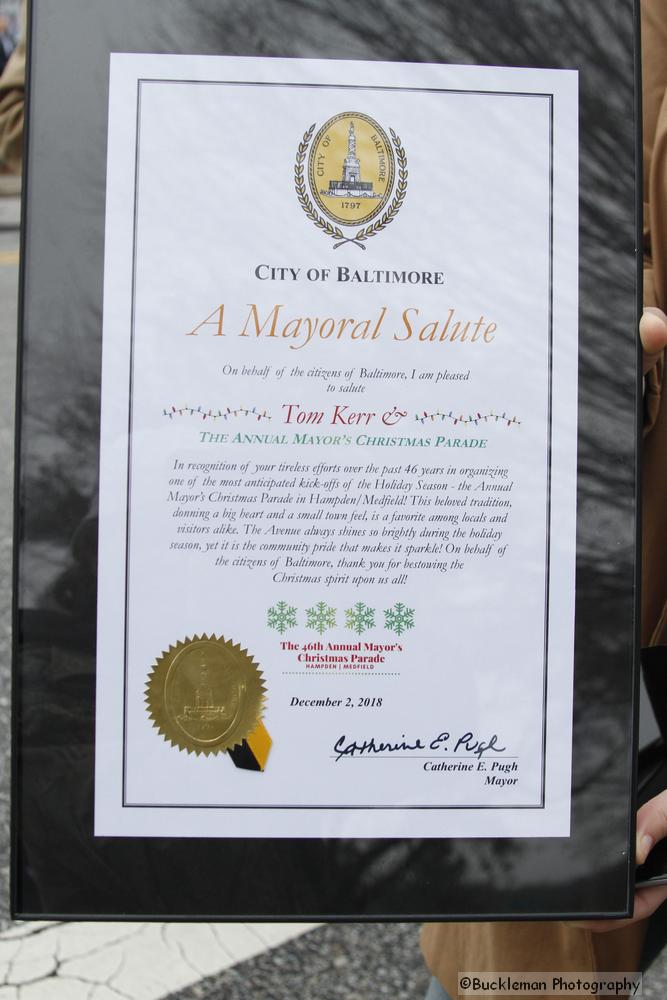 CITY OF BALTIMORE
1797
CITY OF BALTIMORE
A Mayoral Salute
On behalf of the citizens of Baltimore, I am pleased
to salute
Tom Kerr &
THE ANNUAL MAYOR'S CHRISTMAS PARADE
In recognition of your tireless efforts over the past 46 years in organizing
one of the most anticipated kick-offs of the Holiday Season - the Annual
Mayor's Christmas Parade in Hampden/Medfield! This beloved tradition,
donning a big heart and a small town feel, is a favorite among locals and
visitors alike. The Avenue always shines so brightly during the holiday
season, yet it is the community pride that makes it sparkle! On behalf of
the citizens of Baltimore, thank you for bestowing the
Christmas spirit upon us all!
The 46th Annual Mayor's
Christmas Parade
HAMPDEN | MEDFIELD
December 2, 2018
Catherine E. Pugh
Catherine E. Pugh
Mayor
©Buckleman Photography